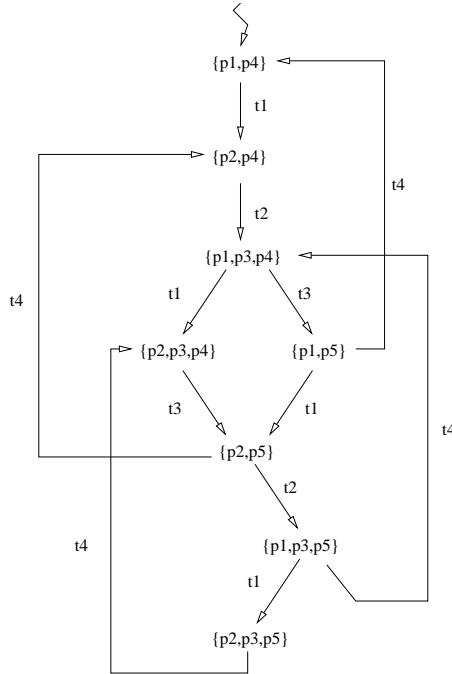 {p1,p4}
t1
{p2,p4}
t4
t2
{p1,p3,p4}
t1
t3
t4
{p2,p3,p4}
{p1,p5}
t3
t1
t4
{p2,p5}
t2
t4
{p1,p3,p5}
t1
{p2,p3,p5}